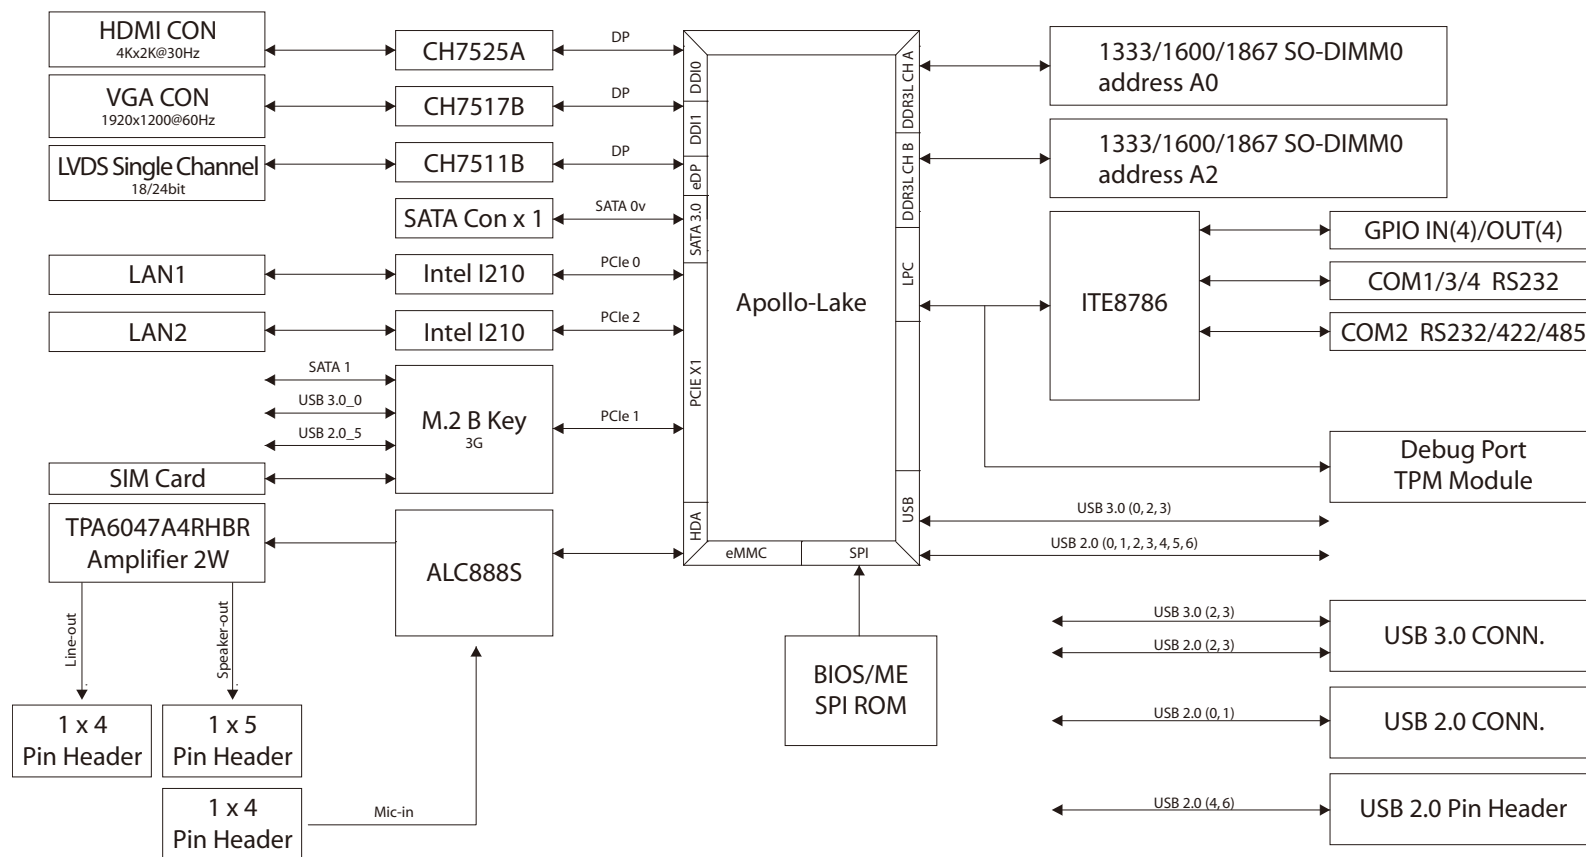 HDMI CON
4Kx2K@30Hz
CH7525A
DP
VGA CON
1920x1200@60Hz
CH7517B
DP
LVDS Single Channel
18/24bit
CH7511B
DP
SATA Con x 1
SATA 0v
LAN1
Intel I210
PCIe 0
LAN2
Intel I210
PCIe 2
SATA 1
USB 3.0_0
USB 2.0_5
M.2 B Key
3G
PCIe 1
SIM Card
TPA6047A4RHBR
Amplifier 2W
ALC888S
Line-out
Speaker-out
1 x 4
Pin Header
1 x 5
Pin Header
1 x 4
Pin Header
Mic-in
DDI0
DDI1
eDP
SATA 3.0
PCIE X1
HDA
Apollo-Lake
eMMC
SPI
DDR3L CH A
DDR3L CH B
LPC
USB
BIOS/ME
SPI ROM
1333/1600/1867 SO-DIMM0
address A0
1333/1600/1867 SO-DIMM0
address A2
ITE8786
GPIO IN(4)/OUT(4)
COM1/3/4 RS232
COM2 RS232/422/485
Debug Port
TPM Module
USB 3.0 (0, 2, 3)
USB 2.0 (0, 1, 2, 3, 4, 5, 6)
USB 3.0 (2, 3)
USB 2.0 (2, 3)
USB 3.0 CONN.
USB 2.0 (0, 1)
USB 2.0 CONN.
USB 2.0 (4, 6)
USB 2.0 Pin Header